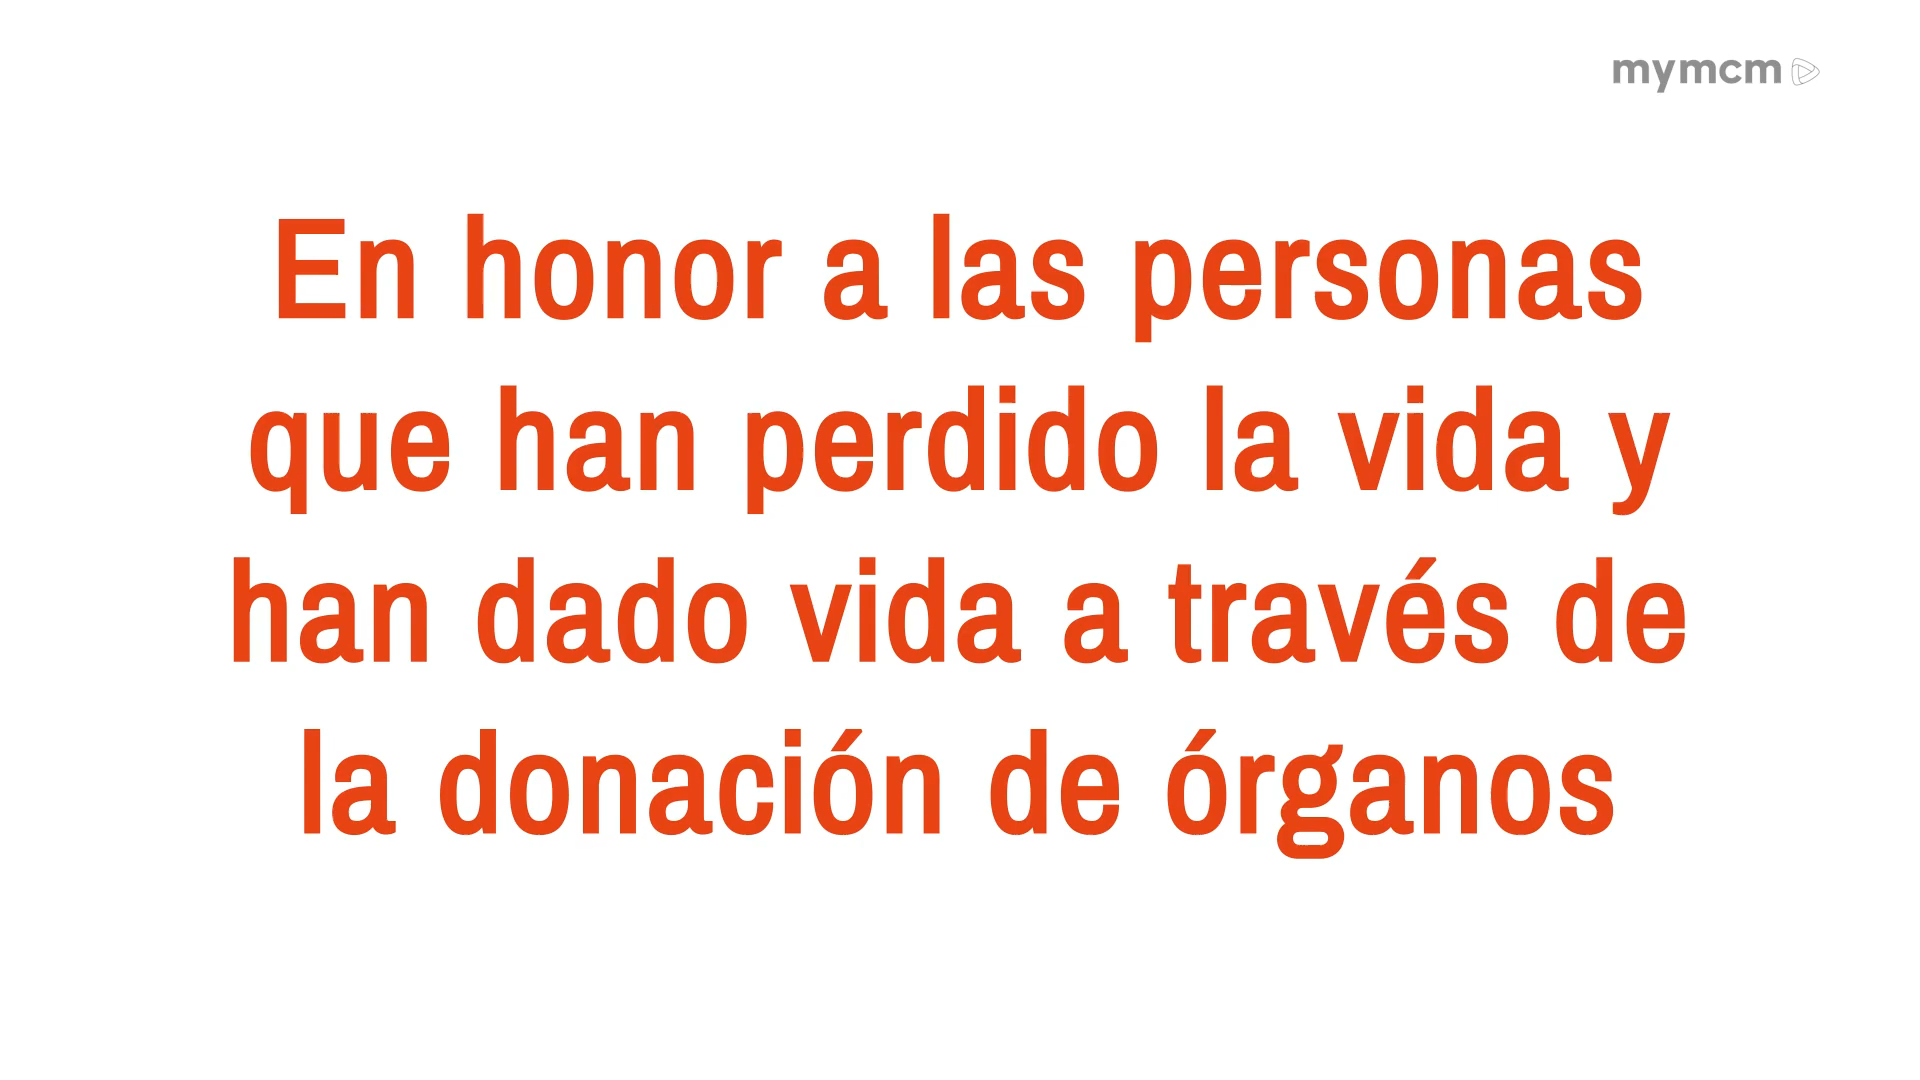 mymcm
En honor a las personas
que han perdido la vida y
han dado vida a través de
la donación de órganos